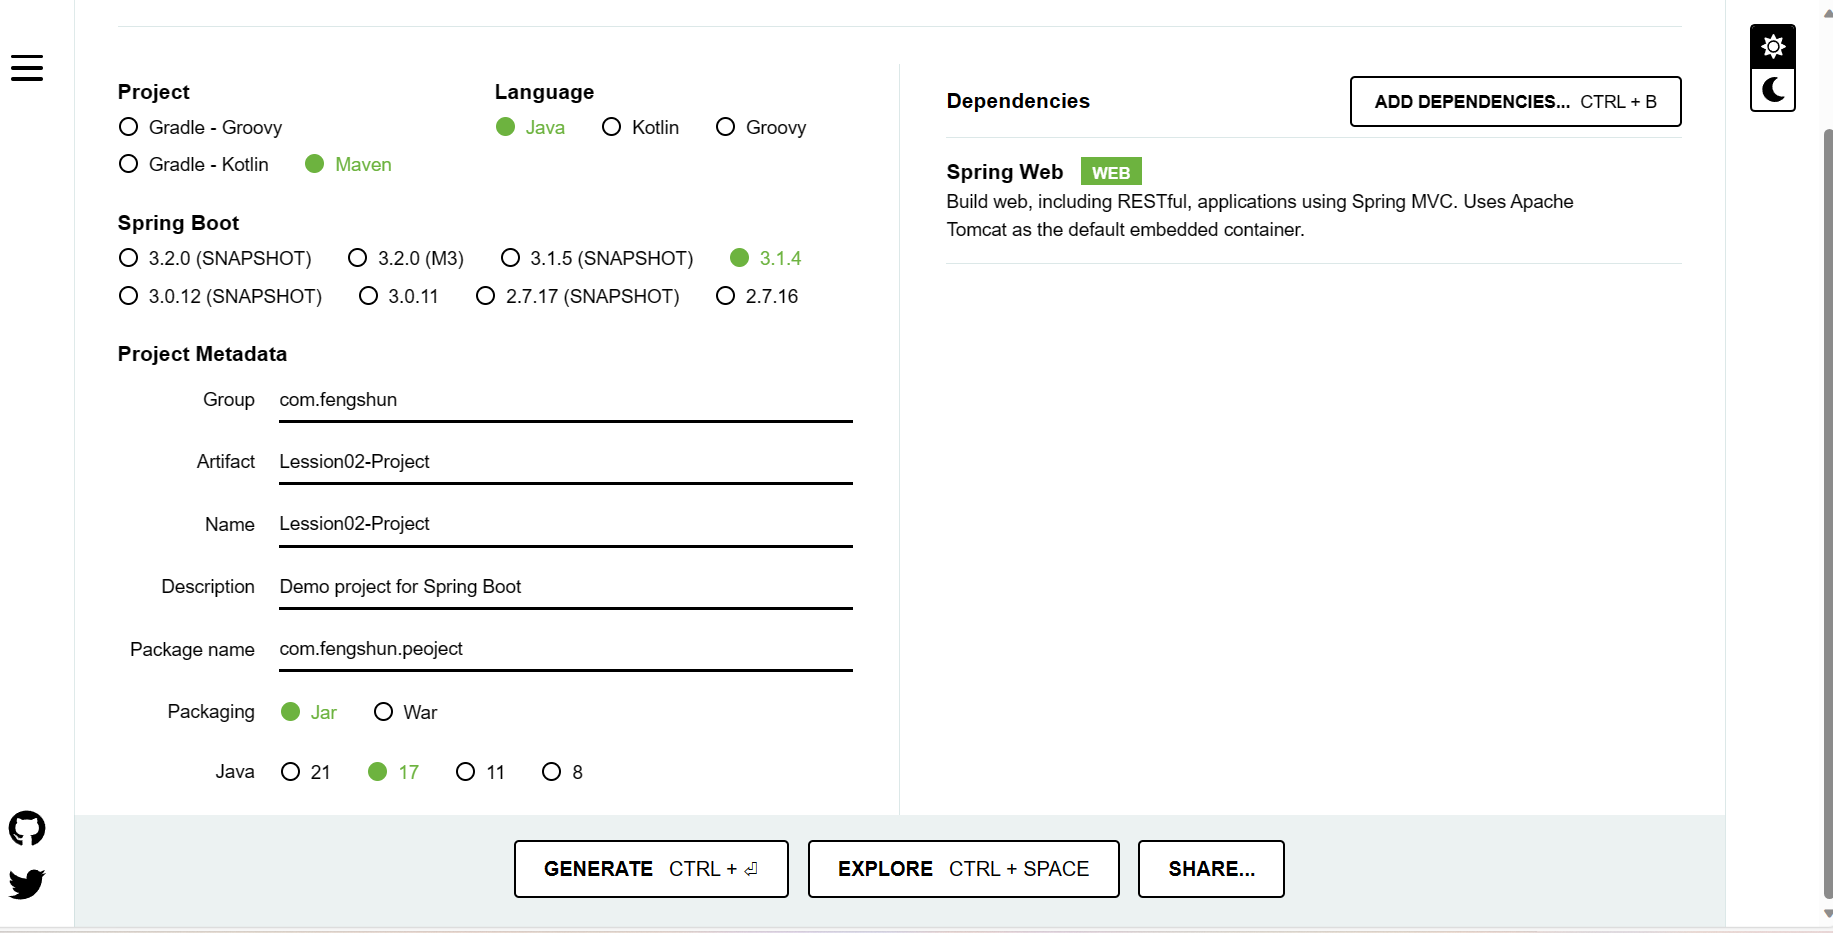 Project
Gradle - Groovy
Gradle - Kotlin Maven
Language
Java Kotlin Groovy
Spring Boot
3.2.0 (SNAPSHOT) 3.2.0 (M3) 3.1.5 (SNAPSHOT) 3.1.4
3.0.12 (SNAPSHOT) 3.0.11 2.7.17 (SNAPSHOT) 2.7.16
Project Metadata
Group com.fengshun
Artifact Lession02-Project
Name Lession02-Project
Description Demo project for Spring Boot
Package name com.fengshun.peoject
Packaging Jar War
Java 21 17 11 8
Dependencies
ADD DEPENDENCIES... CTRL + B
Spring Web WEB
Build web, including RESTful, applications using Spring MVC. Uses Apache
Tomcat as the default embedded container.
GENERATE CTRL + ⏎
EXPLORE CTRL + SPACE
SHARE...